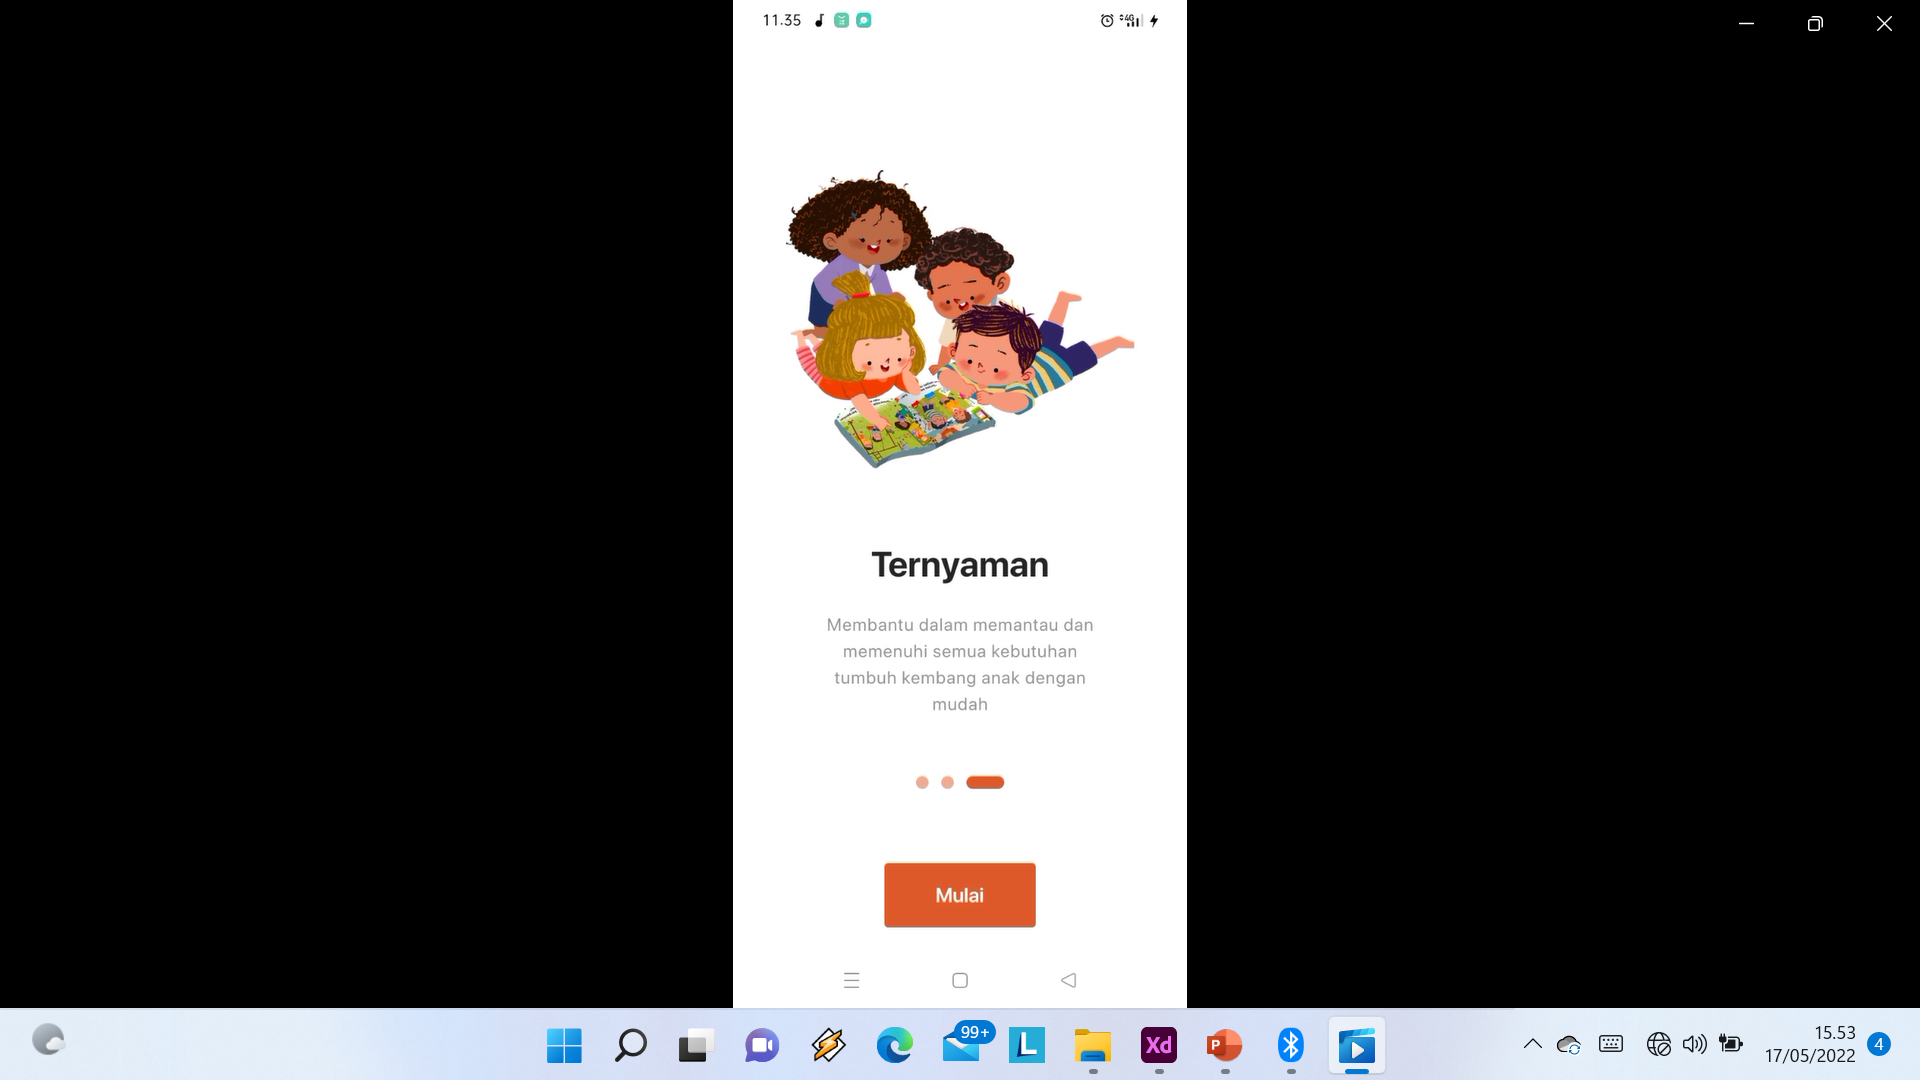 11.35
4G
Ternyaman
Membantu dalam memantau dan
memenuhi semua kebutuhan
tumbuh kembang anak dengan
mudah
Mulai
99+
L
Xd
P
15.53
17/05/2022
4